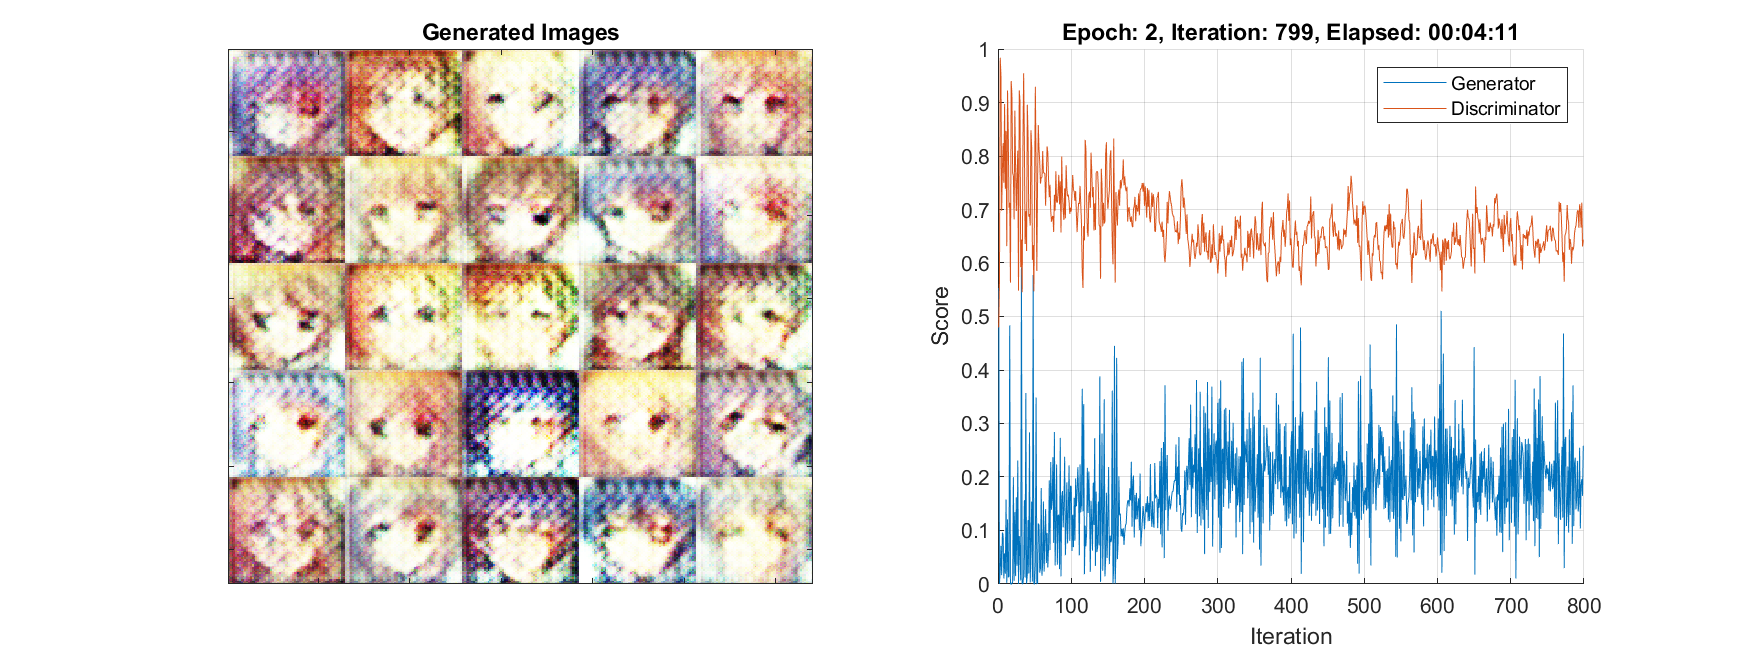 Generated Images
Epoch: 2, Iteration: 799, Elapsed: 00:04:11
Generator
Discriminator
1
0.9
0.8
0.7
0.6
0.5
0.4
0.3
0.2
0.1
0
Score
0 100 200 300 400 500 600 700 800
Iteration